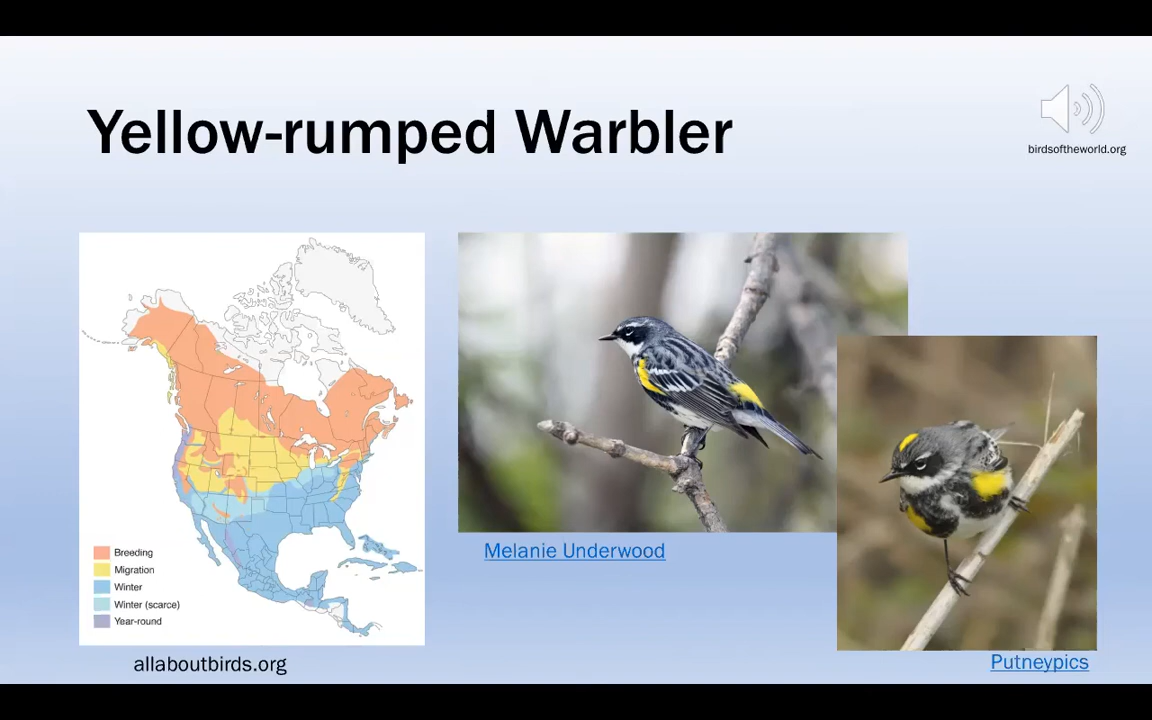 Yellow-rumped Warbler
birdsoftheworld.org
Breeding
Migration
Winter
Winter (scarce)
Year-round
allaboutbirds.org
Melanie Underwood
Putneypics